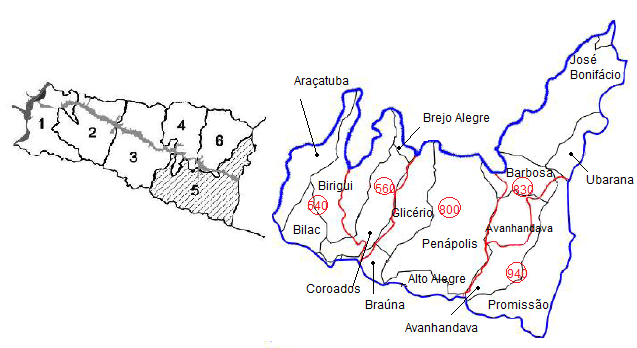 1
2
3
4
5
6
José
Bonifácio
Araçatuba
Brejo Alegre
Barbosa
Ubarana
Birigui
560
830
640
Glicério
800
Bilac
Avanhandava
Penápolis
940
Alto Alegre
Coroados
Braúna
Promissão
Avanhandava